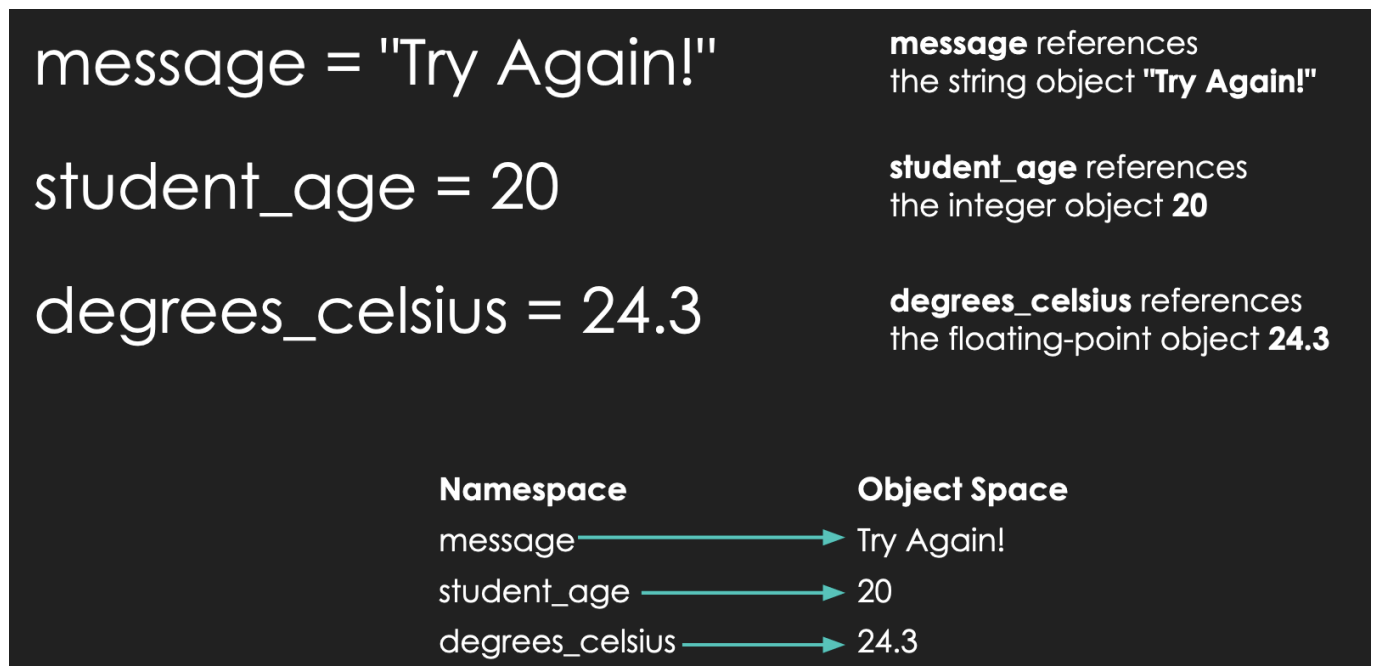 message = "Try Again!"
message references
the string object "Try Again!"
student_age = 20
student_age references
the integer object 20
degrees_celsius = 24.3
degrees_celsius references
the floating-point object 24.3
Namespace Object Space
message Try Again!
student_age 20
degrees_celsius 24.3